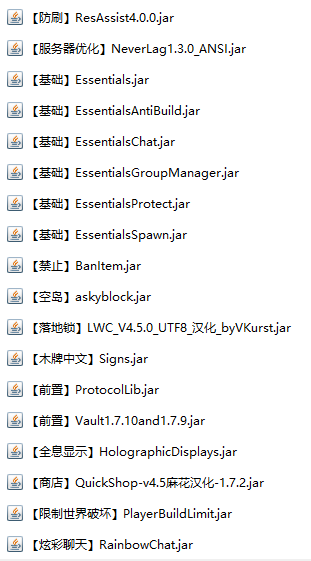 【防刷】ResAssist4.0.0.jar
【服务器优化】NeverLag1.3.0_ANSI.jar
【基础】Essentials.jar
【基础】EssentialsAntiBuild.jar
【基础】EssentialsChat.jar
【基础】EssentialsGroupManager.jar
【基础】EssentialsProtect.jar
【基础】EssentialsSpawn.jar
【禁止】BanItem.jar
【空岛】askyblock.jar
【落地锁】LWC_V4.5.0_UTF8_汉化_byVKurst.jar
【木牌中文】Signs.jar
【前置】ProtocolLib.jar
【前置】Vault1.7.10and1.7.9.jar
【全息显示】HolographicDisplays.jar
【商店】QuickShop-v4.5麻花汉化-1.7.2.jar
【限制世界破坏】PlayerBuildLimit.jar
【炫彩聊天】RainbowChat.jar